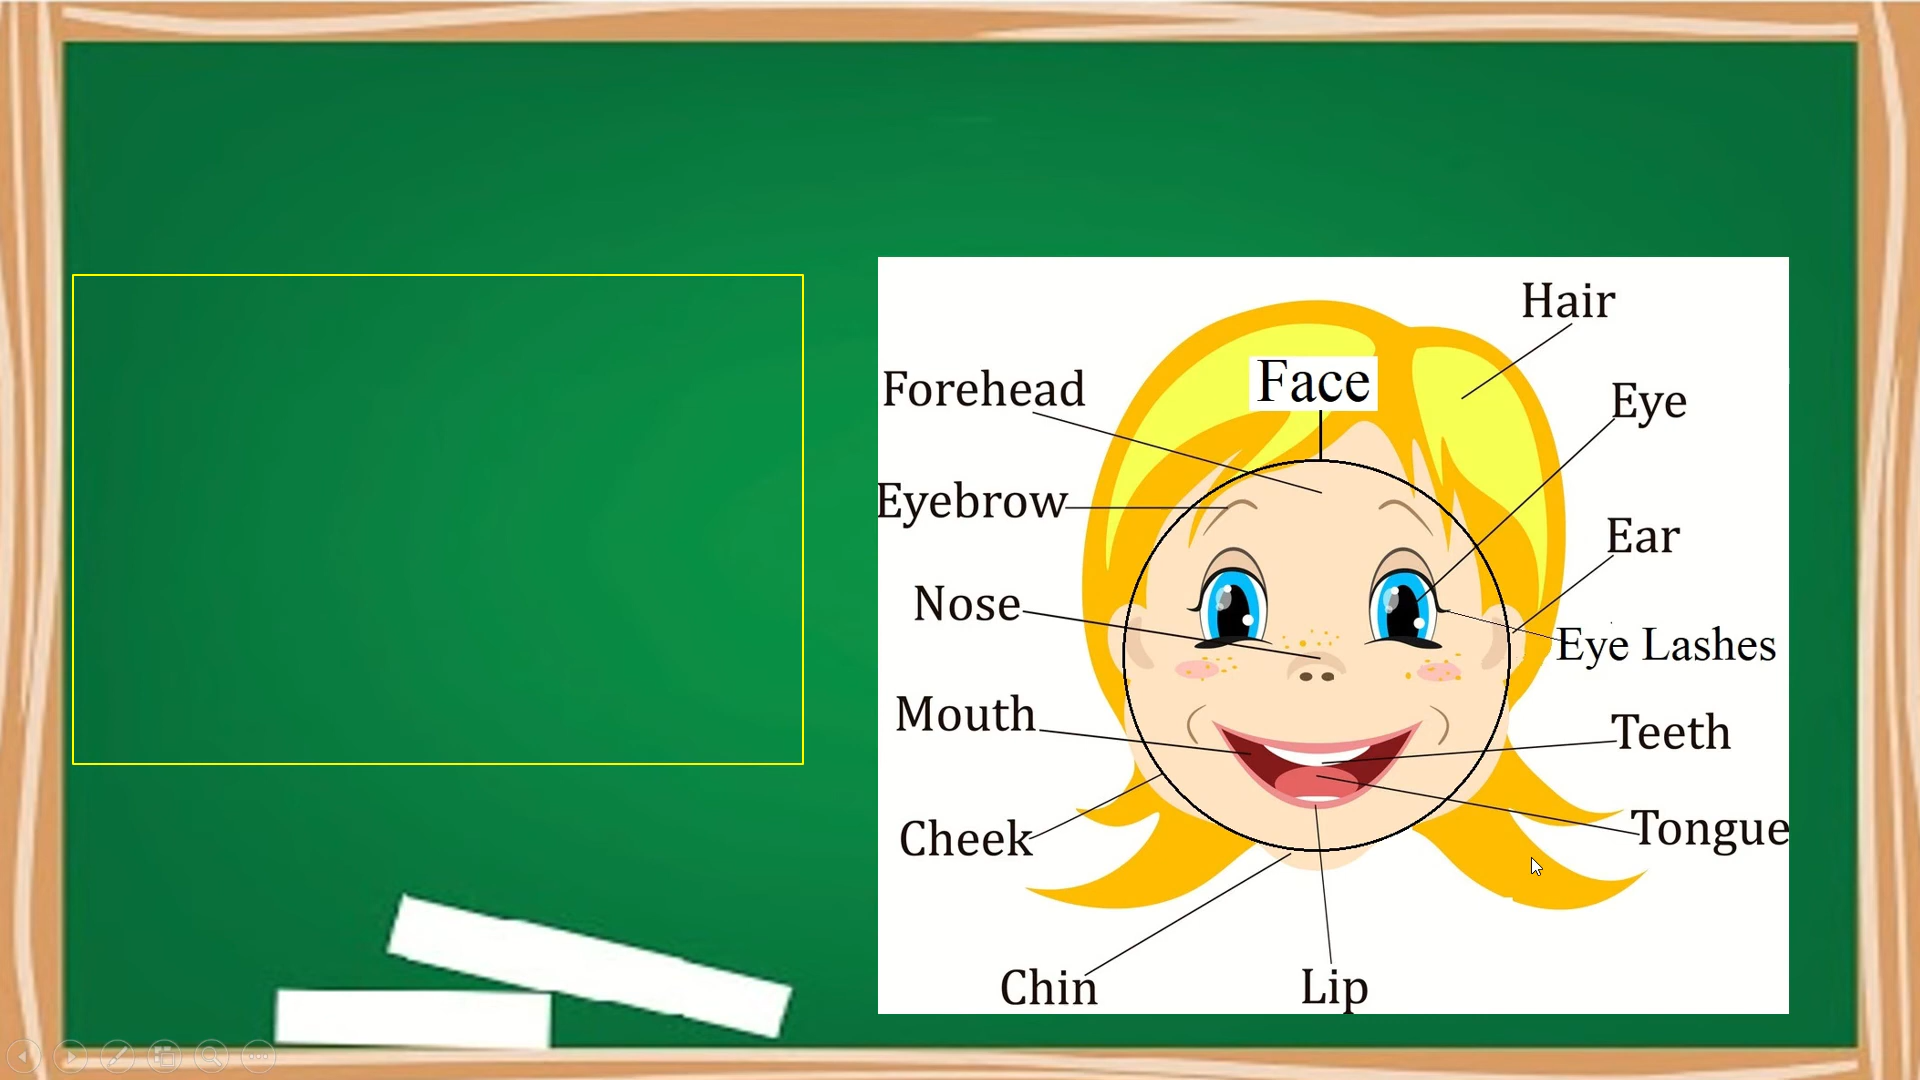 Hair
Face
Forehead
Eye
Eyebrow
Ear
Nose
Eye Lashes
Mouth
Teeth
Cheek
Tongue
Chin
Lip